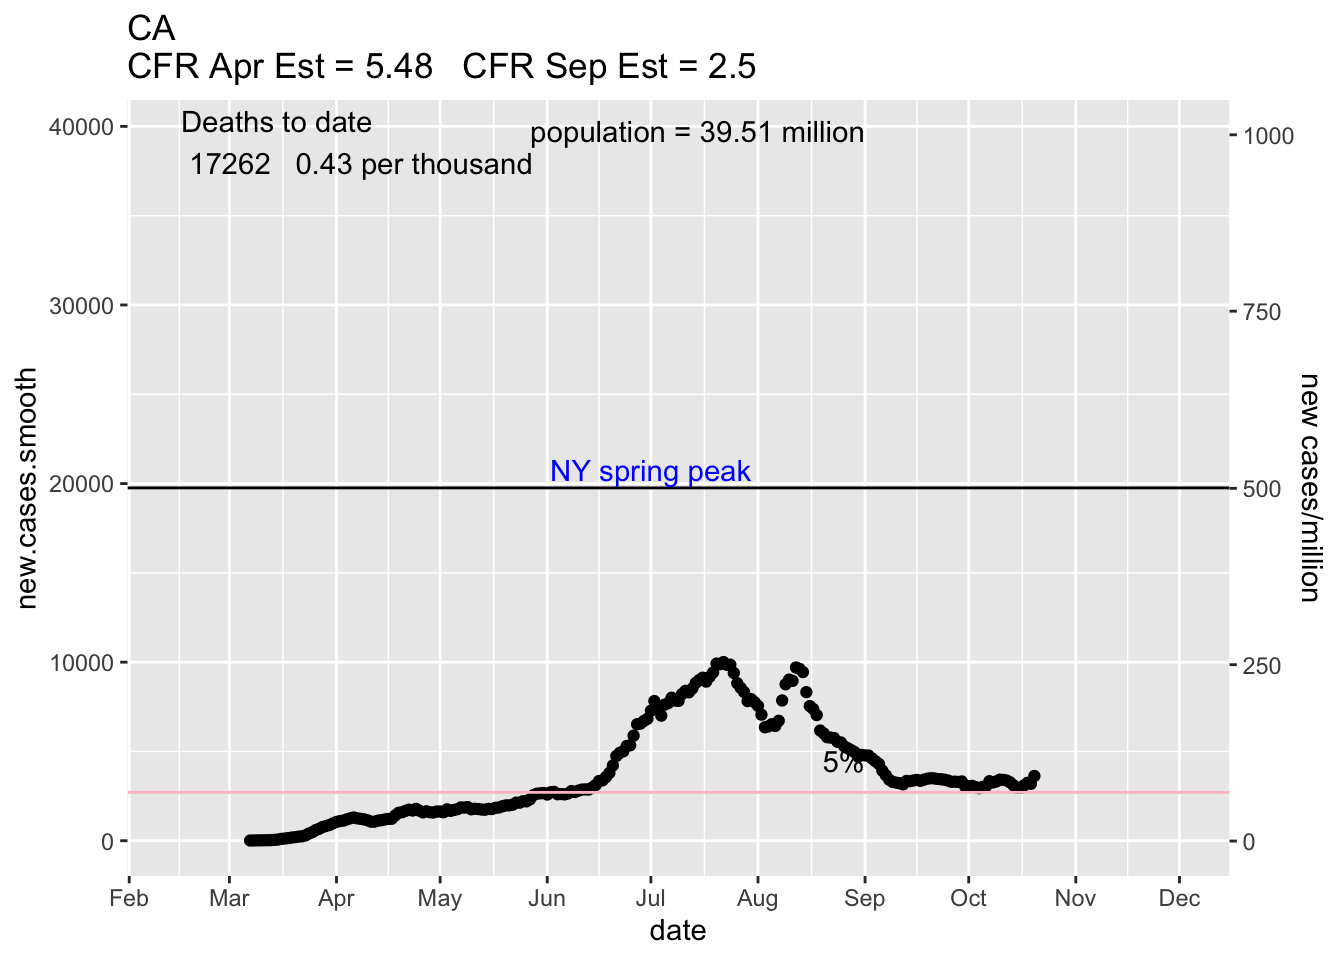 CA
CFR Apr Est = 5.48   CFR Sep Est = 2.5
Deaths to date
17262   0.43 per thousand
population = 39.51 million
40000
30000
20000
10000
0
new.cases.smooth
1000
750
500
250
0
new cases/million
NY spring peak
5%
Feb Mar Apr May Jun Jul Aug Sep Oct Nov Dec
date